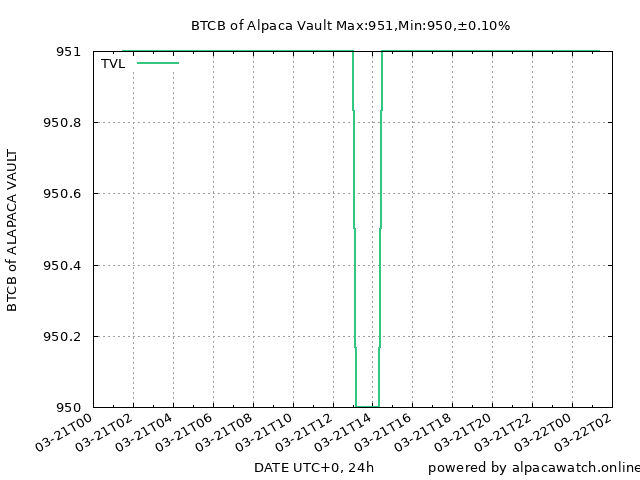 BTCB of Alpaca Vault Max:951,Min:950,±0.10%
TVL
951
950.8
950.6
950.4
950.2
950
BTCB of ALAPACA VAULT
03-21T00
03-21T02
03-21T04
03-21T06
03-21T08
03-21T10
03-21T12
03-21T14
03-21T16
03-21T18
03-21T20
03-21T22
03-22T00
03-22T02
DATE UTC+0, 24h
powered by alpacawatch.online